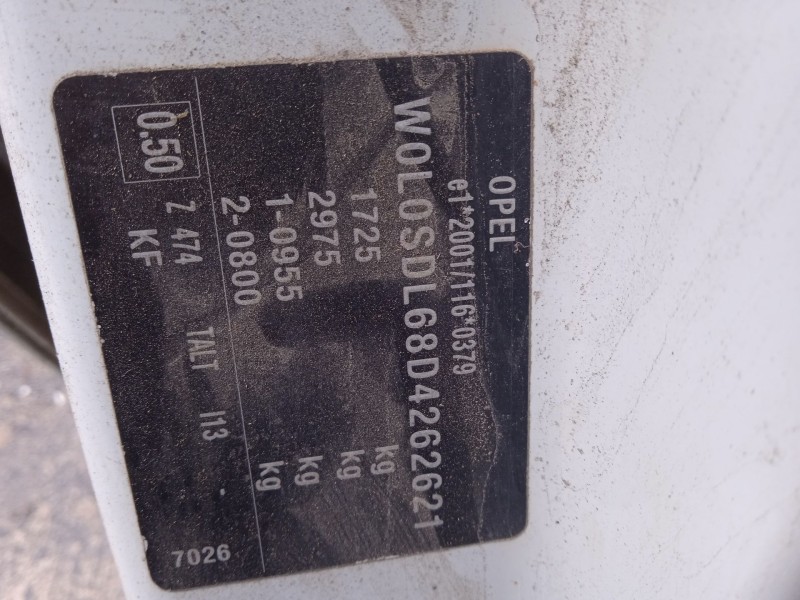 OPEL
e1*2001/116*0379
W0L0SDL68D4262621
1725 kg
2975 kg
1-0955 kg
2-0800 kg
0.50 Z 474 TALT I13
KF
7026